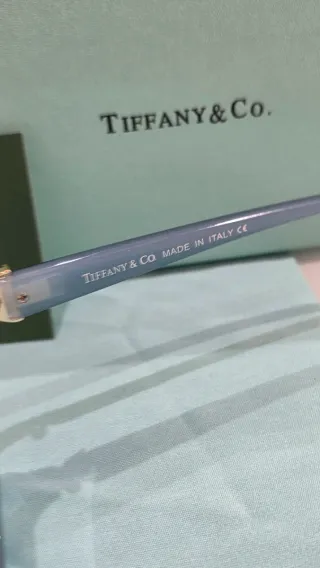 TIFFANY & CO.
TIFFANY & CO. MADE IN ITALY CE